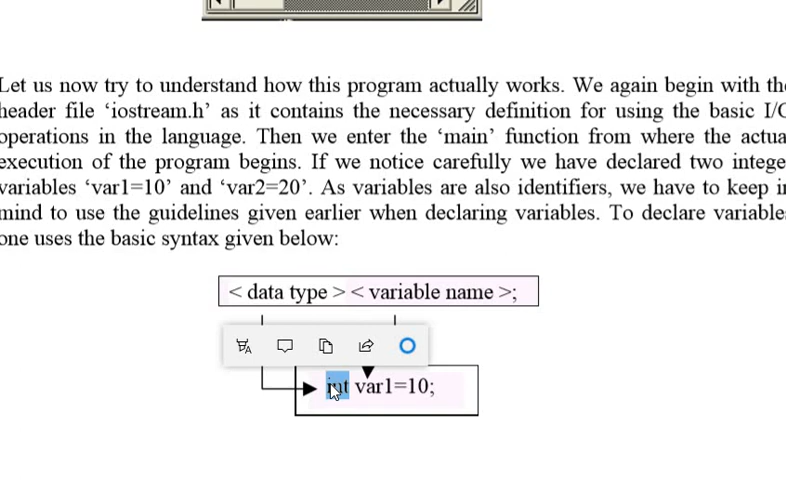 Let us now try to understand how this program actually works. We again begin with the
header file ‘iostream.h’ as it contains the necessary definition for using the basic I/O
operations in the language. Then we enter the ‘main’ function from where the actua
execution of the program begins. If we notice carefully we have declared two intege
variables ‘var1=10’ and ‘var2=20’. As variables are also identifiers, we have to keep in
mind to use the guidelines given earlier when declaring variables. To declare variable
one uses the basic syntax given below:
< data type > < variable name >;
int var1=10;